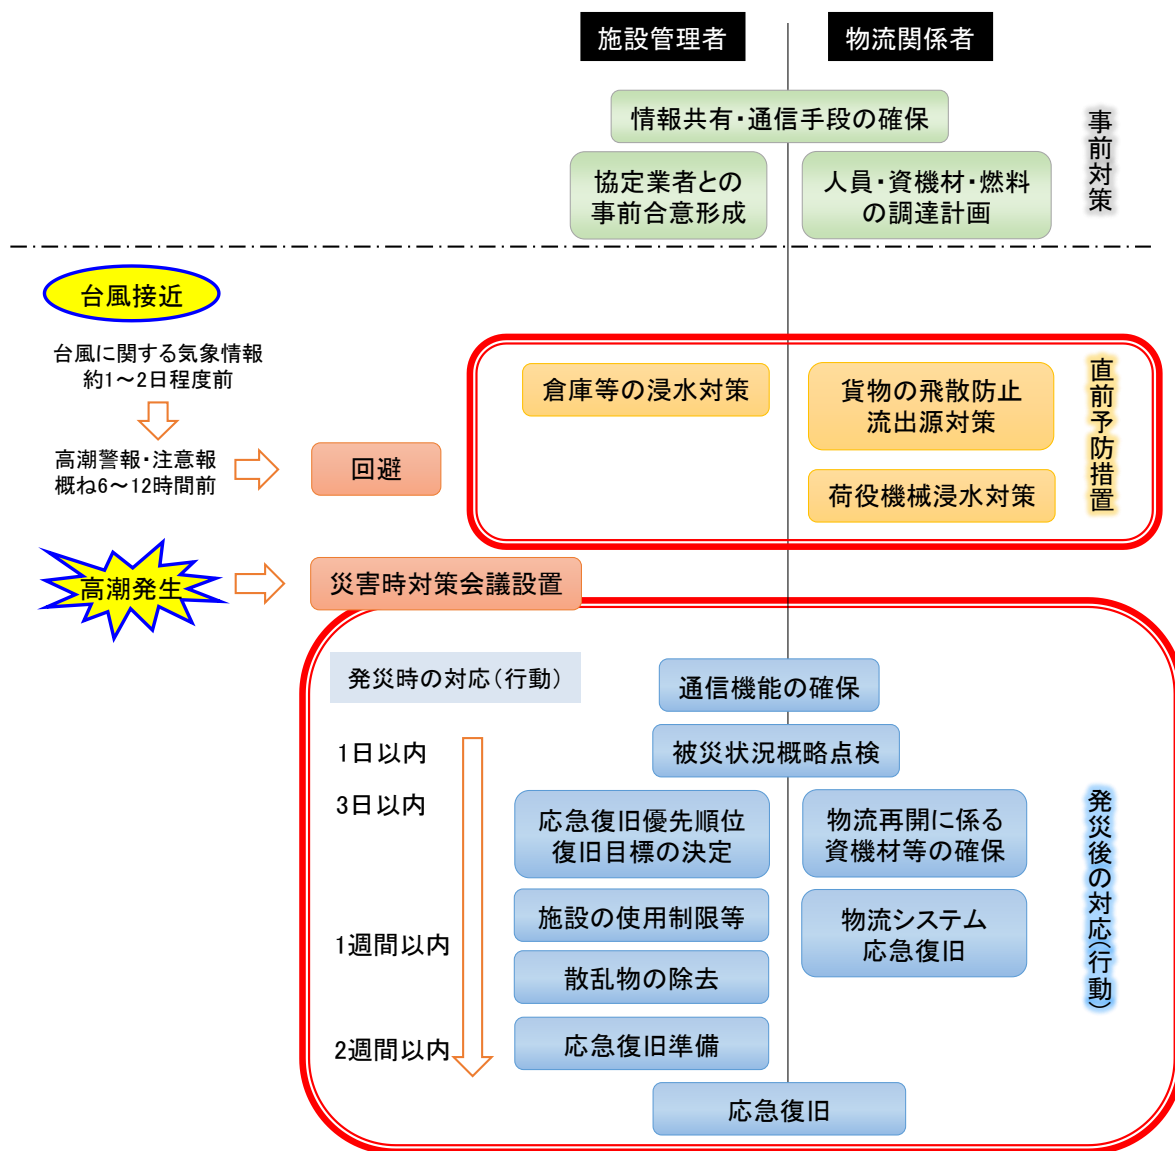 施設管理者
物流関係者
情報共有・通信手段の確保
協定業者との
事前合意形成
人員・資機材・燃料
の調達計画
事前対策
台風接近
台風に関する気象情報
約1～2日程度前
高潮警報・注意報
概ね6～12時間前
回避
倉庫等の浸水対策
貨物の飛散防止
流出源対策
荷役機械浸水対策
直前予防措置
高潮発生
災害時対策会議設置
発災時の対応（行動）
通信機能の確保
1日以内
被災状況概略点検
3日以内
応急復旧優先順位
復旧目標の決定
物流再開に係る
資機材等の確保
施設の使用制限等
物流システム
応急復旧
1週間以内
散乱物の除去
2週間以内
応急復旧準備
応急復旧
発災後の対応（行動）